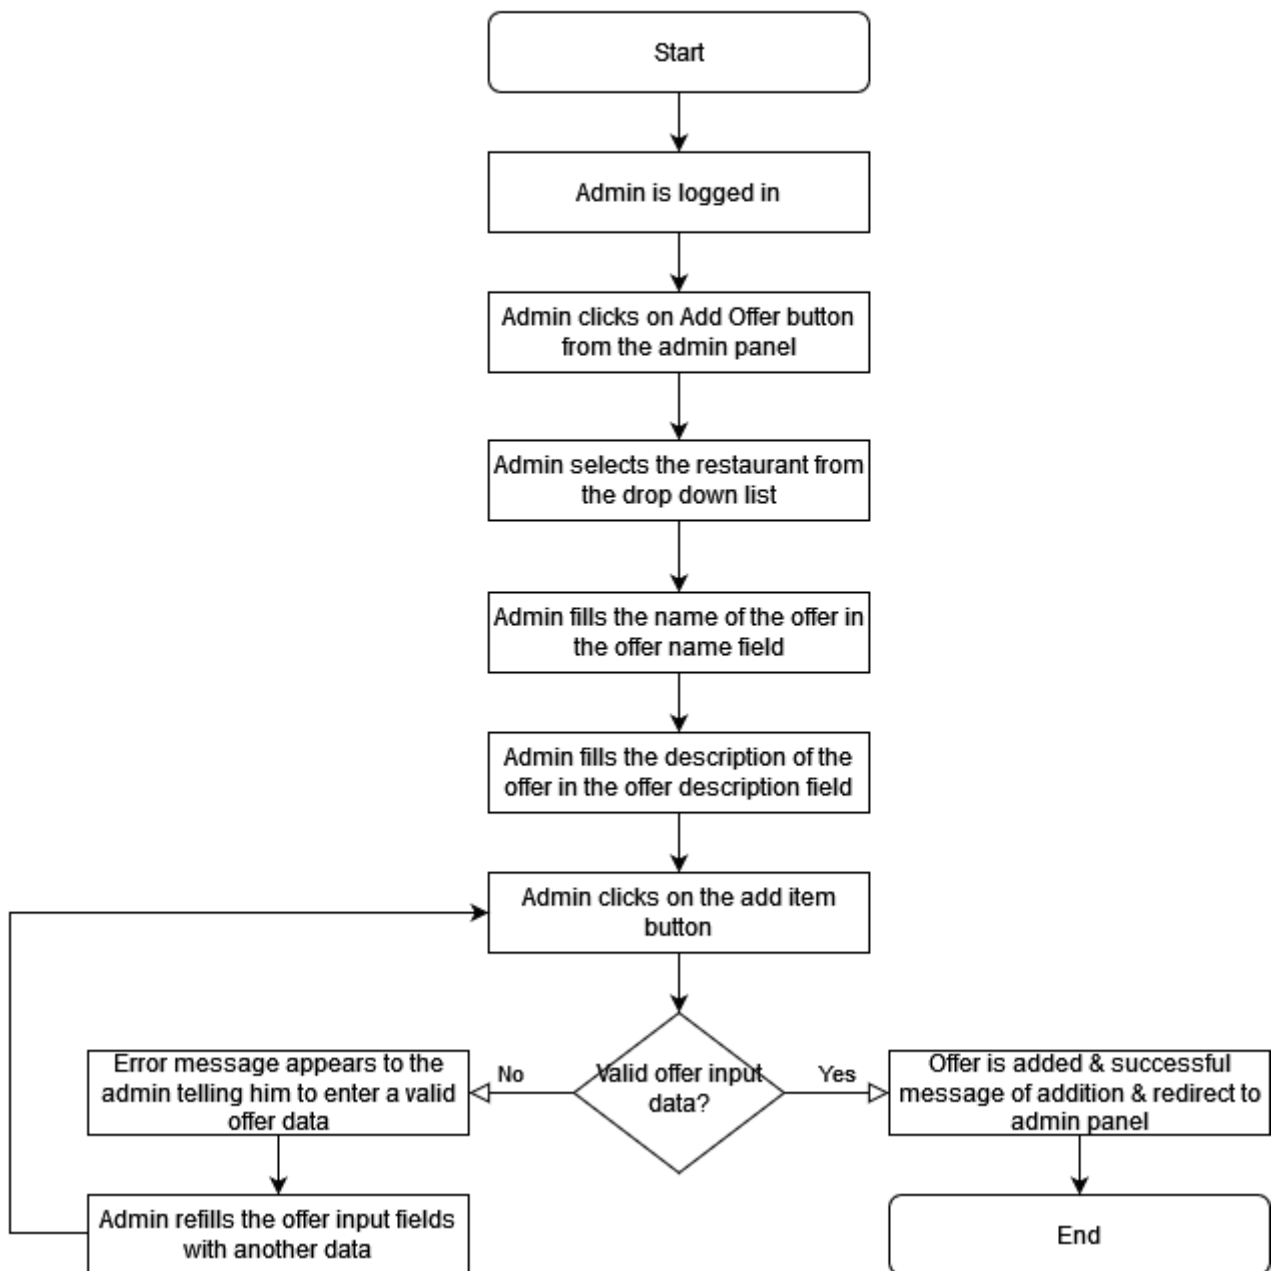 Start
Admin is logged in
Admin clicks on Add Offer button
from the admin panel
Admin selects the restaurant from
the drop down list
Admin fills the name of the offer in
the offer name field
Admin fills the description of the
offer in the offer description field
Admin clicks on the add item
button
Valid offer input
data?
No
Yes
Error message appears to the
admin telling him to enter a valid
offer data
Offer is added & successful
message of addition & redirect to
admin panel
Admin refills the offer input fields
with another data
End